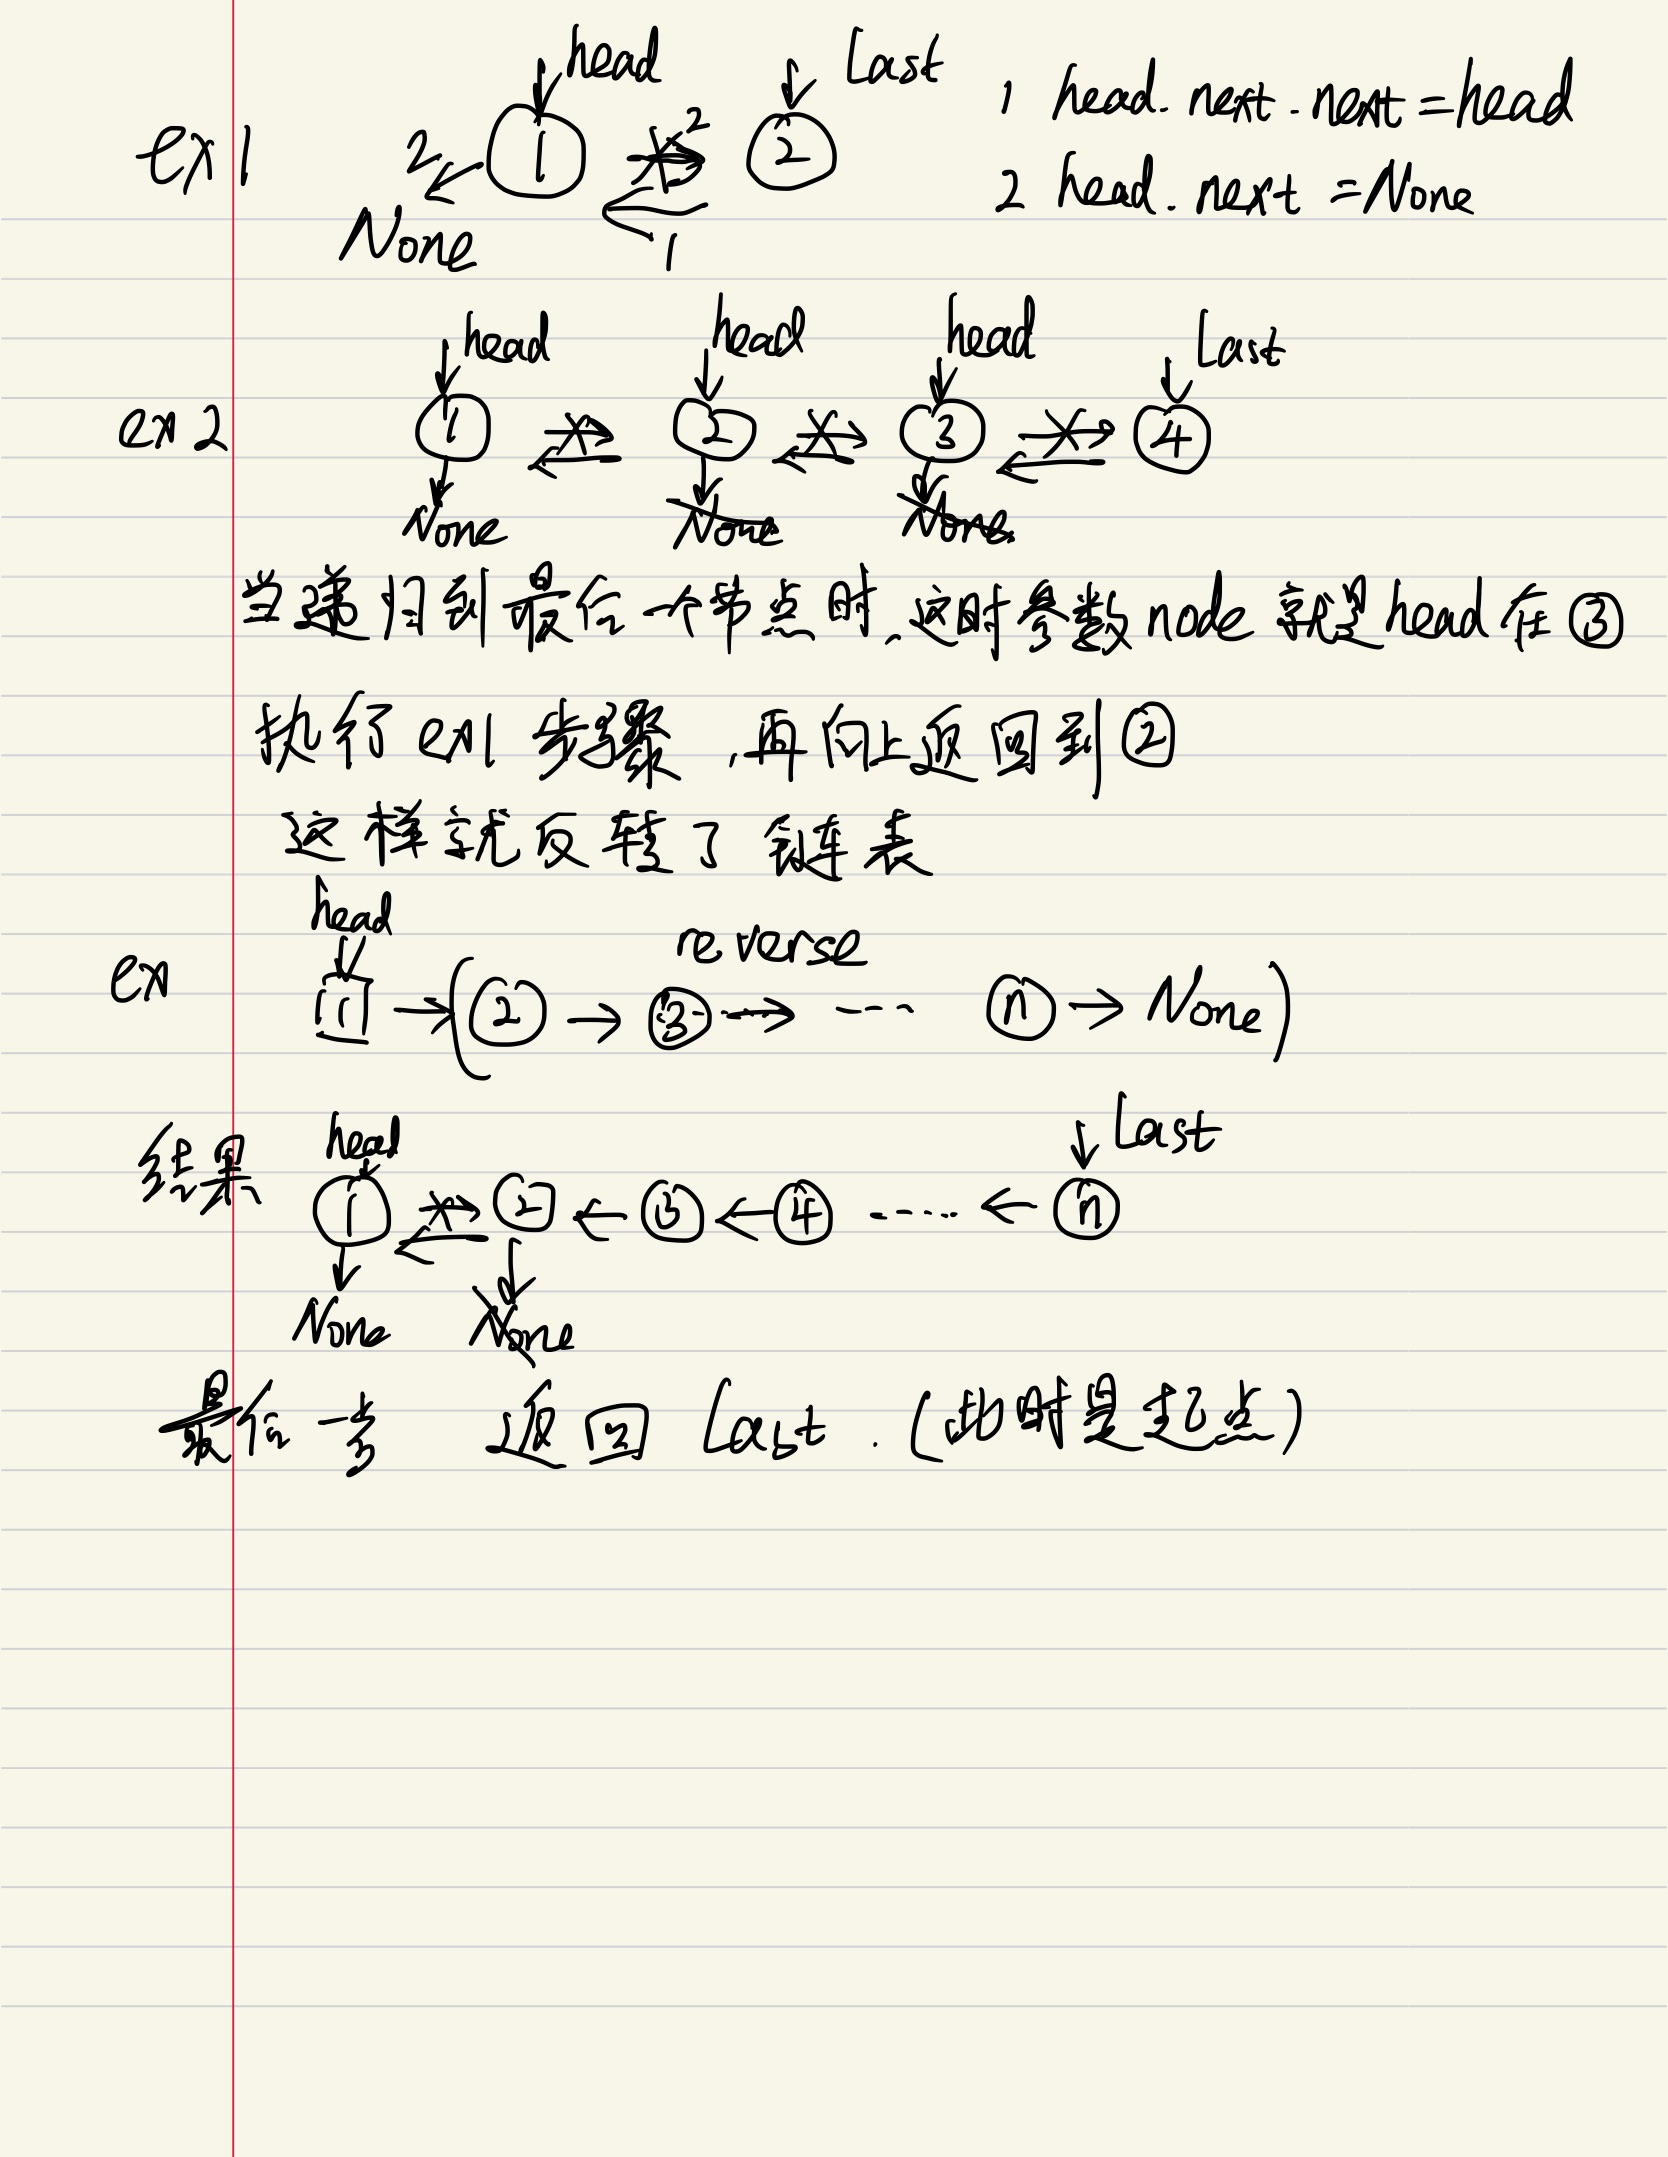 head last
ex1 2 1 2 2 1 head.next.next=head
None 1 2 head.next=None
head head head last
ex2 1 2 3 4
None None None
当递归到最后一个节点时,这时参数node就是head在③
执行ex1步骤,再向上返回到②
这样就反转了链表
head
reverse
ex 1 → (② → ③ → ---- ⓝ → None)
head last
结果 ① ② ← ③ ← ④ ..... ← ⓝ
None None
最后一步 返回 last.(此时是起点)